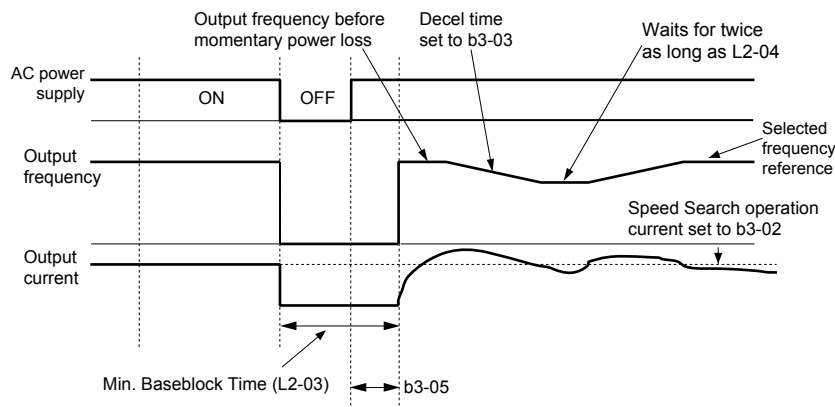 Output frequency before
momentary power loss
Decel time
set to b3-03
Waits for twice
as long as L2-04
AC power
supply
ON
OFF
Selected
frequency
reference
Output
frequency
Speed Search operation
current set to b3-02
Output
current
Min. Baseblock Time (L2-03)
b3-05